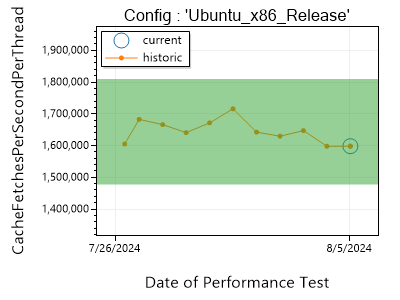 Config : 'Ubuntu_x86_Release'
current
historic
CacheFetchesPerSecondPerThread
1,900,000
1,800,000
1,700,000
1,600,000
1,500,000
1,400,000
7/26/2024
8/5/2024
Date of Performance Test